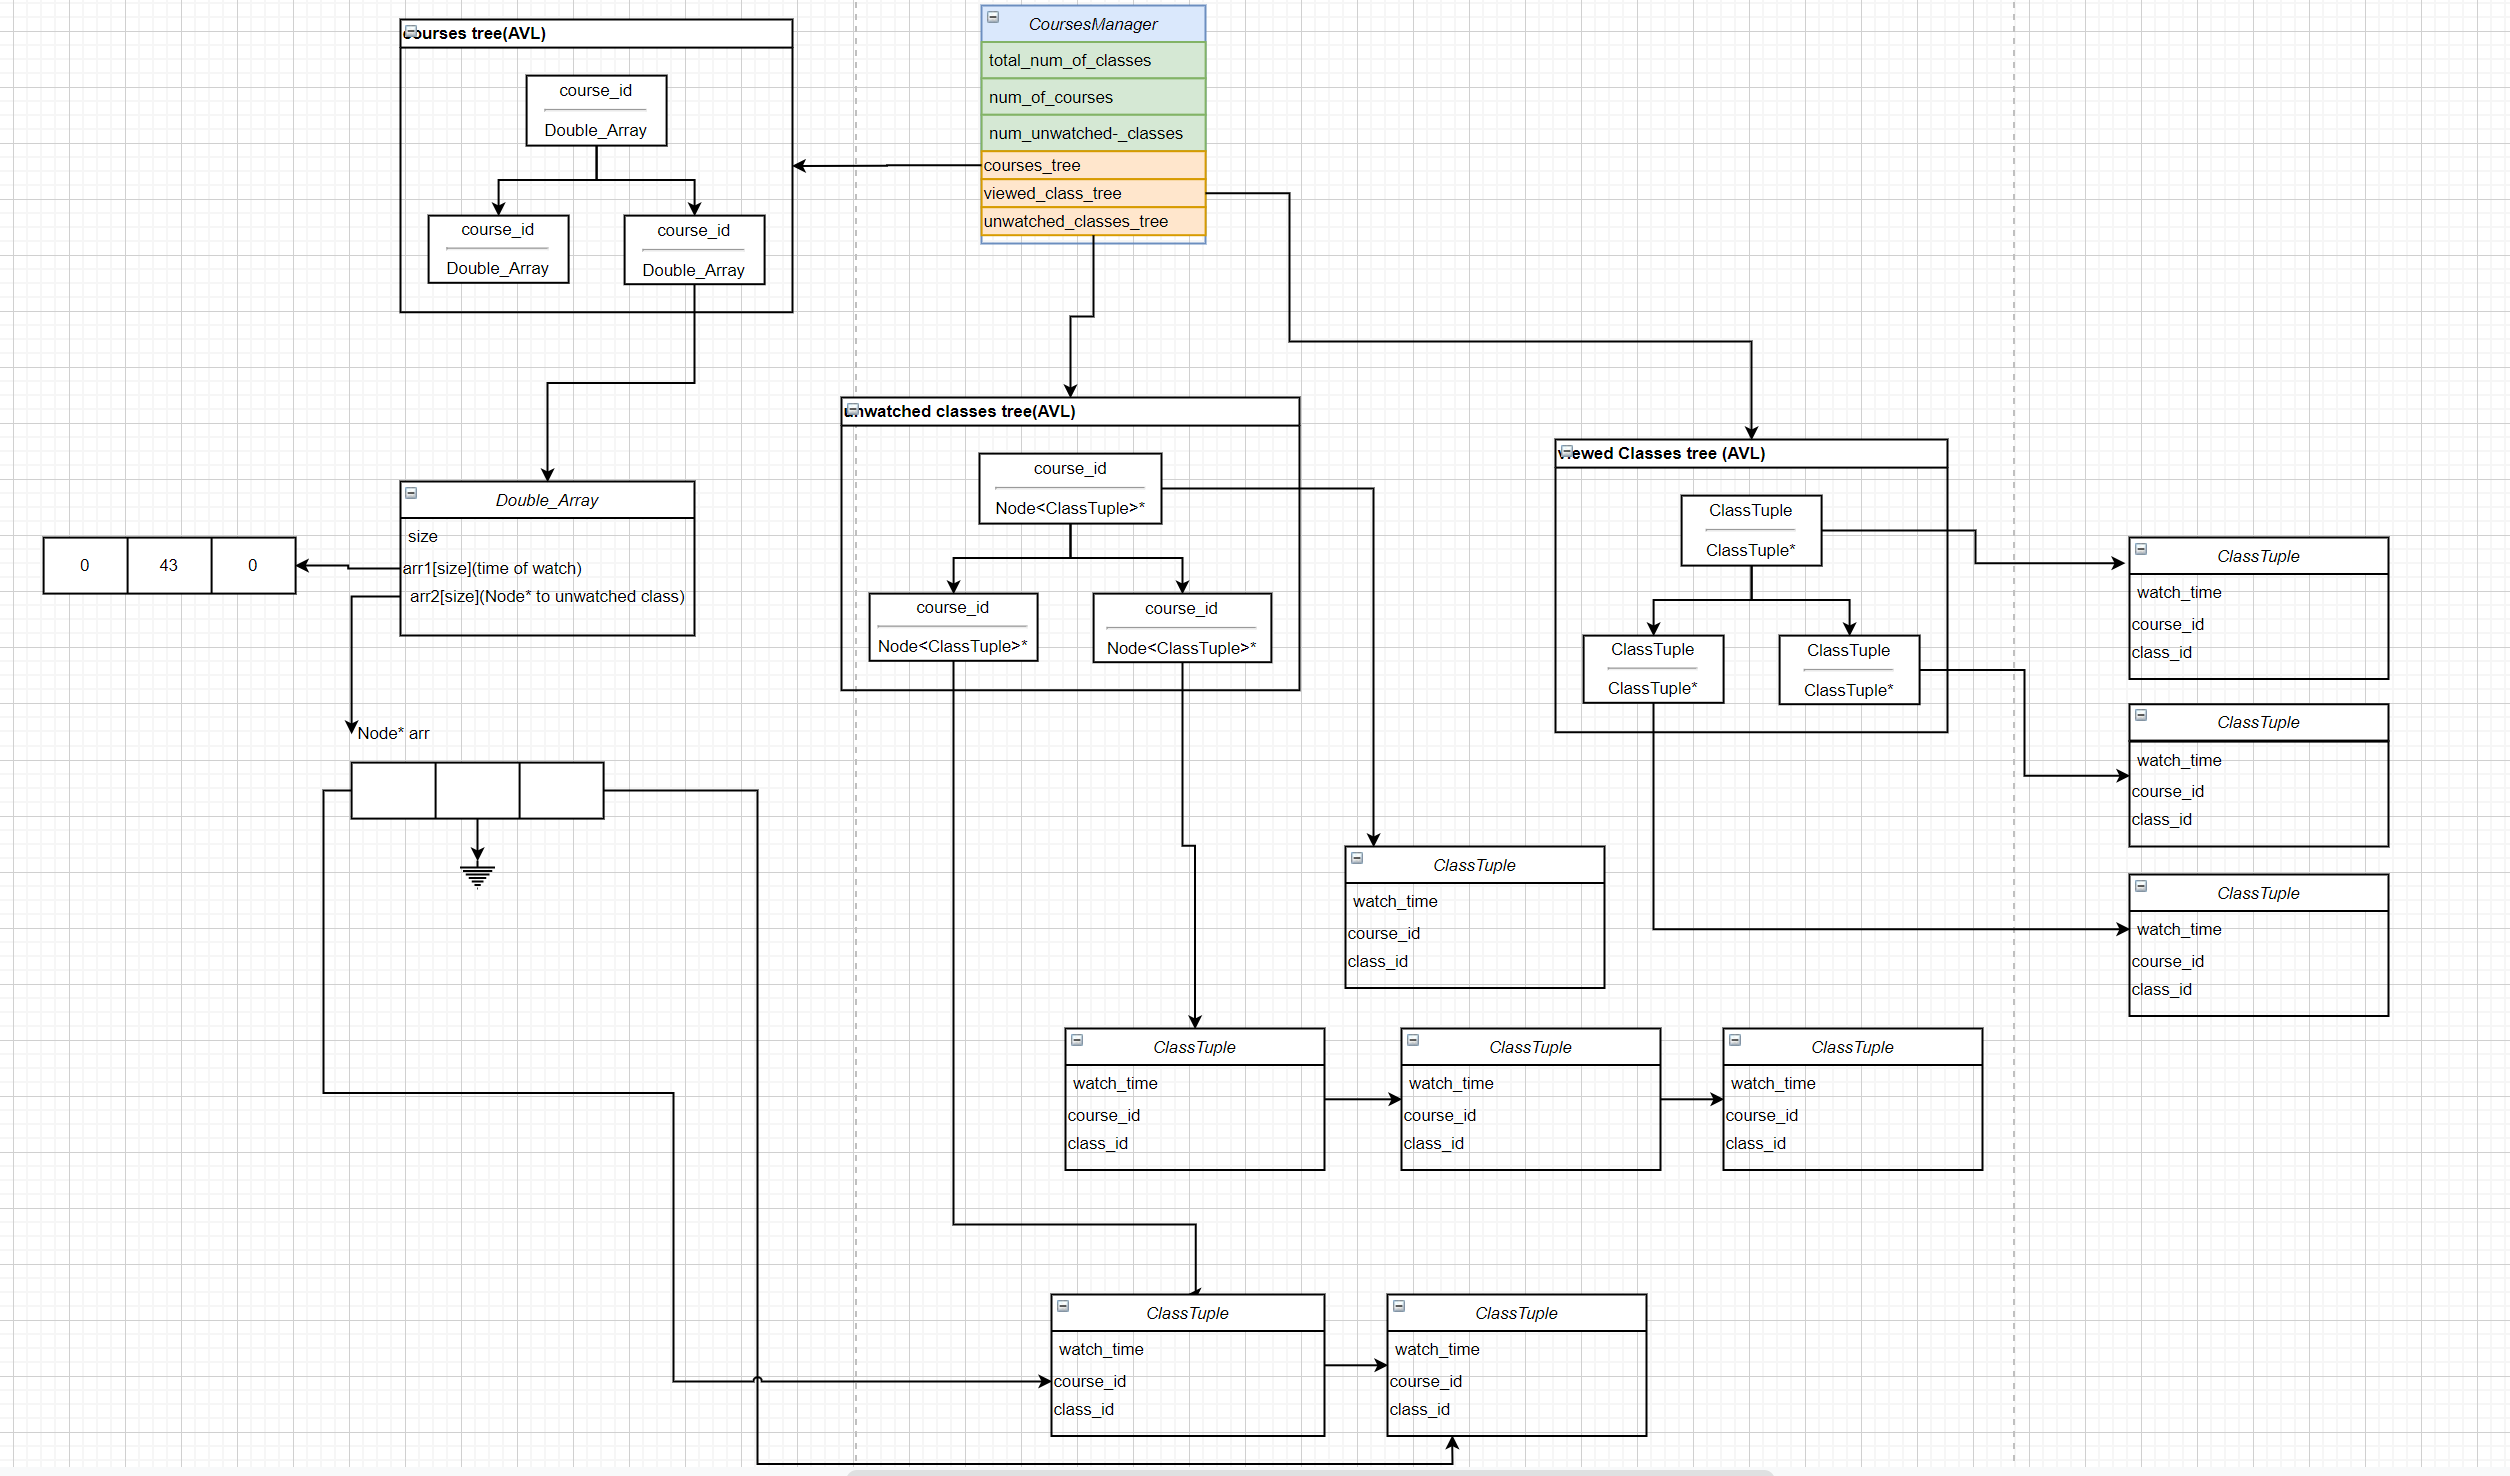 courses tree(AVL)
course_id
Double_Array
course_id
Double_Array
course_id
Double_Array
CoursesManager
total_num_of_classes
num_of_courses
num_unwatched-_classes
courses_tree
viewed_class_tree
unwatched_classes_tree
Double_Array
size
arr1[size](time of watch)
arr2[size](Node* to unwatched class)
0
43
0
Node* arr
unwatched classes tree(AVL)
course_id
Node<ClassTuple>*
course_id
Node<ClassTuple>*
course_id
Node<ClassTuple>*
viewed Classes tree (AVL)
ClassTuple
ClassTuple*
ClassTuple
ClassTuple*
ClassTuple
ClassTuple*
ClassTuple
watch_time
course_id
class_id
ClassTuple
watch_time
course_id
class_id
ClassTuple
watch_time
course_id
class_id
ClassTuple
watch_time
course_id
class_id
ClassTuple
watch_time
course_id
class_id
ClassTuple
watch_time
course_id
class_id
ClassTuple
watch_time
course_id
class_id
ClassTuple
watch_time
course_id
class_id
ClassTuple
watch_time
course_id
class_id